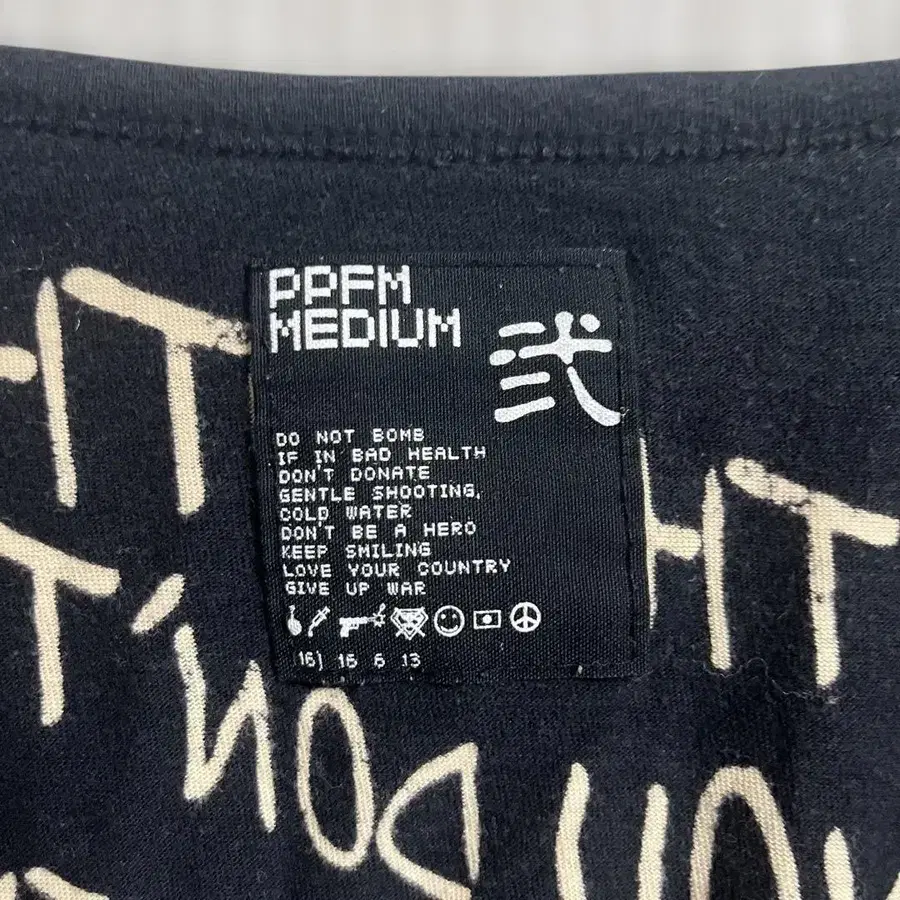 PPFM
MEDIUM
弐
DO NOT BOMB
IF IN BAD HEALTH
DON'T DONATE
GENTLE SHOOTING.
COLD WATER
DON'T BE A HERO
KEEP SMILING
LOVE YOUR COUNTRY
GIVE UP WAR
16) 16 6 13
DON'